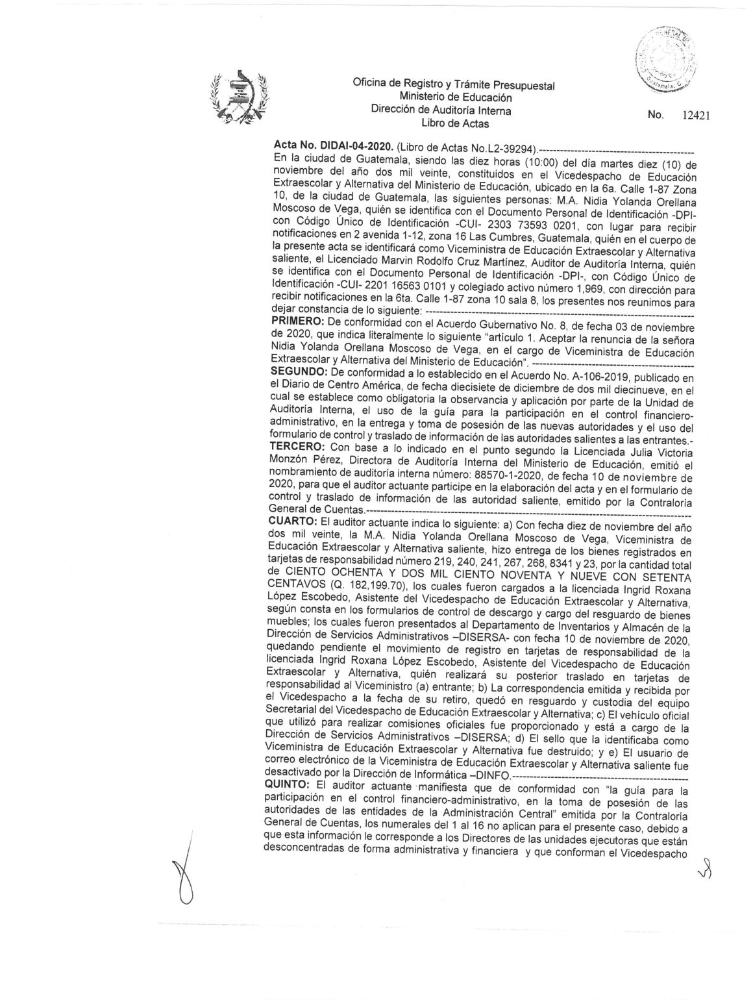 Oficina de Registro y Trámite Presupuestal
Ministerio de Educación
Dirección de Auditoría Interna
Libro de Actas
Guatemala, C.
No. 12421
Acta No. DIDAI-04-2020. (Libro de Actas No.L2-39294).--------------------------------------------
En la ciudad de Guatemala, siendo las diez horas (10:00) del día martes diez (10) de
noviembre del año dos mil veinte, constituidos en el Vicedespacho de Educación
Extraescolar y Alternativa del Ministerio de Educación, ubicado en la 6a. Calle 1-87 Zona
10, de la ciudad de Guatemala, las siguientes personas: M.A. Nidia Yolanda Orellana
Moscoso de Vega, quién se identifica con el Documento Personal de Identificación -DPI-
con Código Único de Identificación -CUI- 2303 73593 0201, con lugar para recibir
notificaciones en 2 avenida 1-12, zona 16 Las Cumbres, Guatemala, quién en el cuerpo de
la presente acta se identificará como Viceministra de Educación Extraescolar y Alternativa
saliente, el Licenciado Marvin Rodolfo Cruz Martínez, Auditor de Auditoría Interna, quién
se identifica con el Documento Personal de Identificación -DPI-, con Código Único de
Identificación -CUI- 2201 16563 0101 y colegiado activo número 1,969, con dirección para
recibir notificaciones en la 6ta. Calle 1-87 zona 10 sala 8, los presentes nos reunimos para
dejar constancia de lo siguiente: ----------------------------------------------------------------------------
PRIMERO: De conformidad con el Acuerdo Gubernativo No. 8, de fecha 03 de noviembre
de 2020, que indica literalmente lo siguiente “artículo 1. Aceptar la renuncia de la señora
Nidia Yolanda Orellana Moscoso de Vega, en el cargo de Viceministra de Educación
Extraescolar y Alternativa del Ministerio de Educación”. ----------------------------------------------
SEGUNDO: De conformidad a lo establecido en el Acuerdo No. A-106-2019, publicado en
el Diario de Centro América, de fecha diecisiete de diciembre de dos mil diecinueve, en el
cual se establece como obligatoria la observancia y aplicación por parte de la Unidad de
Auditoría Interna, el uso de la guía para la participación en el control financiero-
administrativo, en la entrega y toma de posesión de las nuevas autoridades y el uso del
formulario de control y traslado de información de las autoridades salientes a las entrantes.-
TERCERO: Con base a lo indicado en el punto segundo la Licenciada Julia Victoria
Monzón Pérez, Directora de Auditoría Interna del Ministerio de Educación, emitió el
nombramiento de auditoría interna número: 88570-1-2020, de fecha 10 de noviembre de
2020, para que el auditor actuante participe en la elaboración del acta y en el formulario de
control y traslado de información de las autoridad saliente, emitido por la Contraloría
General de Cuentas.--------------------------------------------------------------------------------------------
CUARTO: El auditor actuante indica lo siguiente: a) Con fecha diez de noviembre del año
dos mil veinte, la M.A. Nidia Yolanda Orellana Moscoso de Vega, Viceministra de
Educación Extraescolar y Alternativa saliente, hizo entrega de los bienes registrados en
tarjetas de responsabilidad número 219, 240, 241, 267, 268, 8341 y 23, por la cantidad total
de CIENTO OCHENTA Y DOS MIL CIENTO NOVENTA Y NUEVE CON SETENTA
CENTAVOS (Q. 182,199.70), los cuales fueron cargados a la licenciada Ingrid Roxana
López Escobedo, Asistente del Vicedespacho de Educación Extraescolar y Alternativa,
según consta en los formularios de control de descargo y cargo del resguardo de bienes
muebles; los cuales fueron presentados al Departamento de Inventarios y Almacén de la
Dirección de Servicios Administrativos –DISERSA- con fecha 10 de noviembre de 2020,
quedando pendiente el movimiento de registro en tarjetas de responsabilidad de la
licenciada Ingrid Roxana López Escobedo, Asistente del Vicedespacho de Educación
Extraescolar y Alternativa, quién realizará su posterior traslado en tarjetas de
responsabilidad al Viceministro (a) entrante; b) La correspondencia emitida y recibida por
el Vicedespacho a la fecha de su retiro, quedó en resguardo y custodia del equipo
Secretarial del Vicedespacho de Educación Extraescolar y Alternativa; c) El vehículo oficial
que utilizó para realizar comisiones oficiales fue proporcionado y está a cargo de la
Dirección de Servicios Administrativos –DISERSA; d) El sello que la identificaba como
Viceministra de Educación Extraescolar y Alternativa fue destruido; y e) El usuario de
correo electrónico de la Viceministra de Educación Extraescolar y Alternativa saliente fue
desactivado por la Dirección de Informática –DINFO.--------------------------------------------------
QUINTO: El auditor actuante manifiesta que de conformidad con “la guía para la
participación en el control financiero-administrativo, en la toma de posesión de las
autoridades de las entidades de la Administración Central” emitida por la Contraloría
General de Cuentas, los numerales del 1 al 16 no aplican para el presente caso, debido a
que esta información le corresponde a los Directores de las unidades ejecutoras que están
desconcentradas de forma administrativa y financiera y que conforman el Vicedespacho